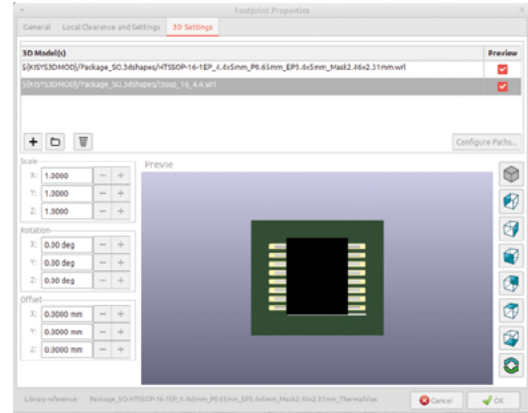 Footprint Properties
General Local Clearance and Settings 3D Settings
3D Model(s) Preview
${KISYS3DMOD}/Package_SO.3dshapes/HTSSOP-16-1EP_4.4x5mm_P0.65mm_EP3.4x5mm_Mask2.46x2.31mm.wrl
${KISYS3DMOD}/Package_SO.3dshapes/tssop_16_4.4.wrl
Configure Paths...
Scale
Previe
X: 1.0000 - +
Y: 1.0000 - +
Z: 1.0000 - +
Rotation
X: 0.00 deg - +
Y: 0.00 deg - +
Z: 0.00 deg - +
Offset
X: 0.0000 mm - +
Y: 0.0000 mm - +
Z: 0.0000 mm - +
Library reference: Package_SO:HTSSOP-16-1EP_4.4x5mm_P0.65mm_EP3.4x5mm_Mask2.46x2.31mm_ThermalVias
Cancel OK